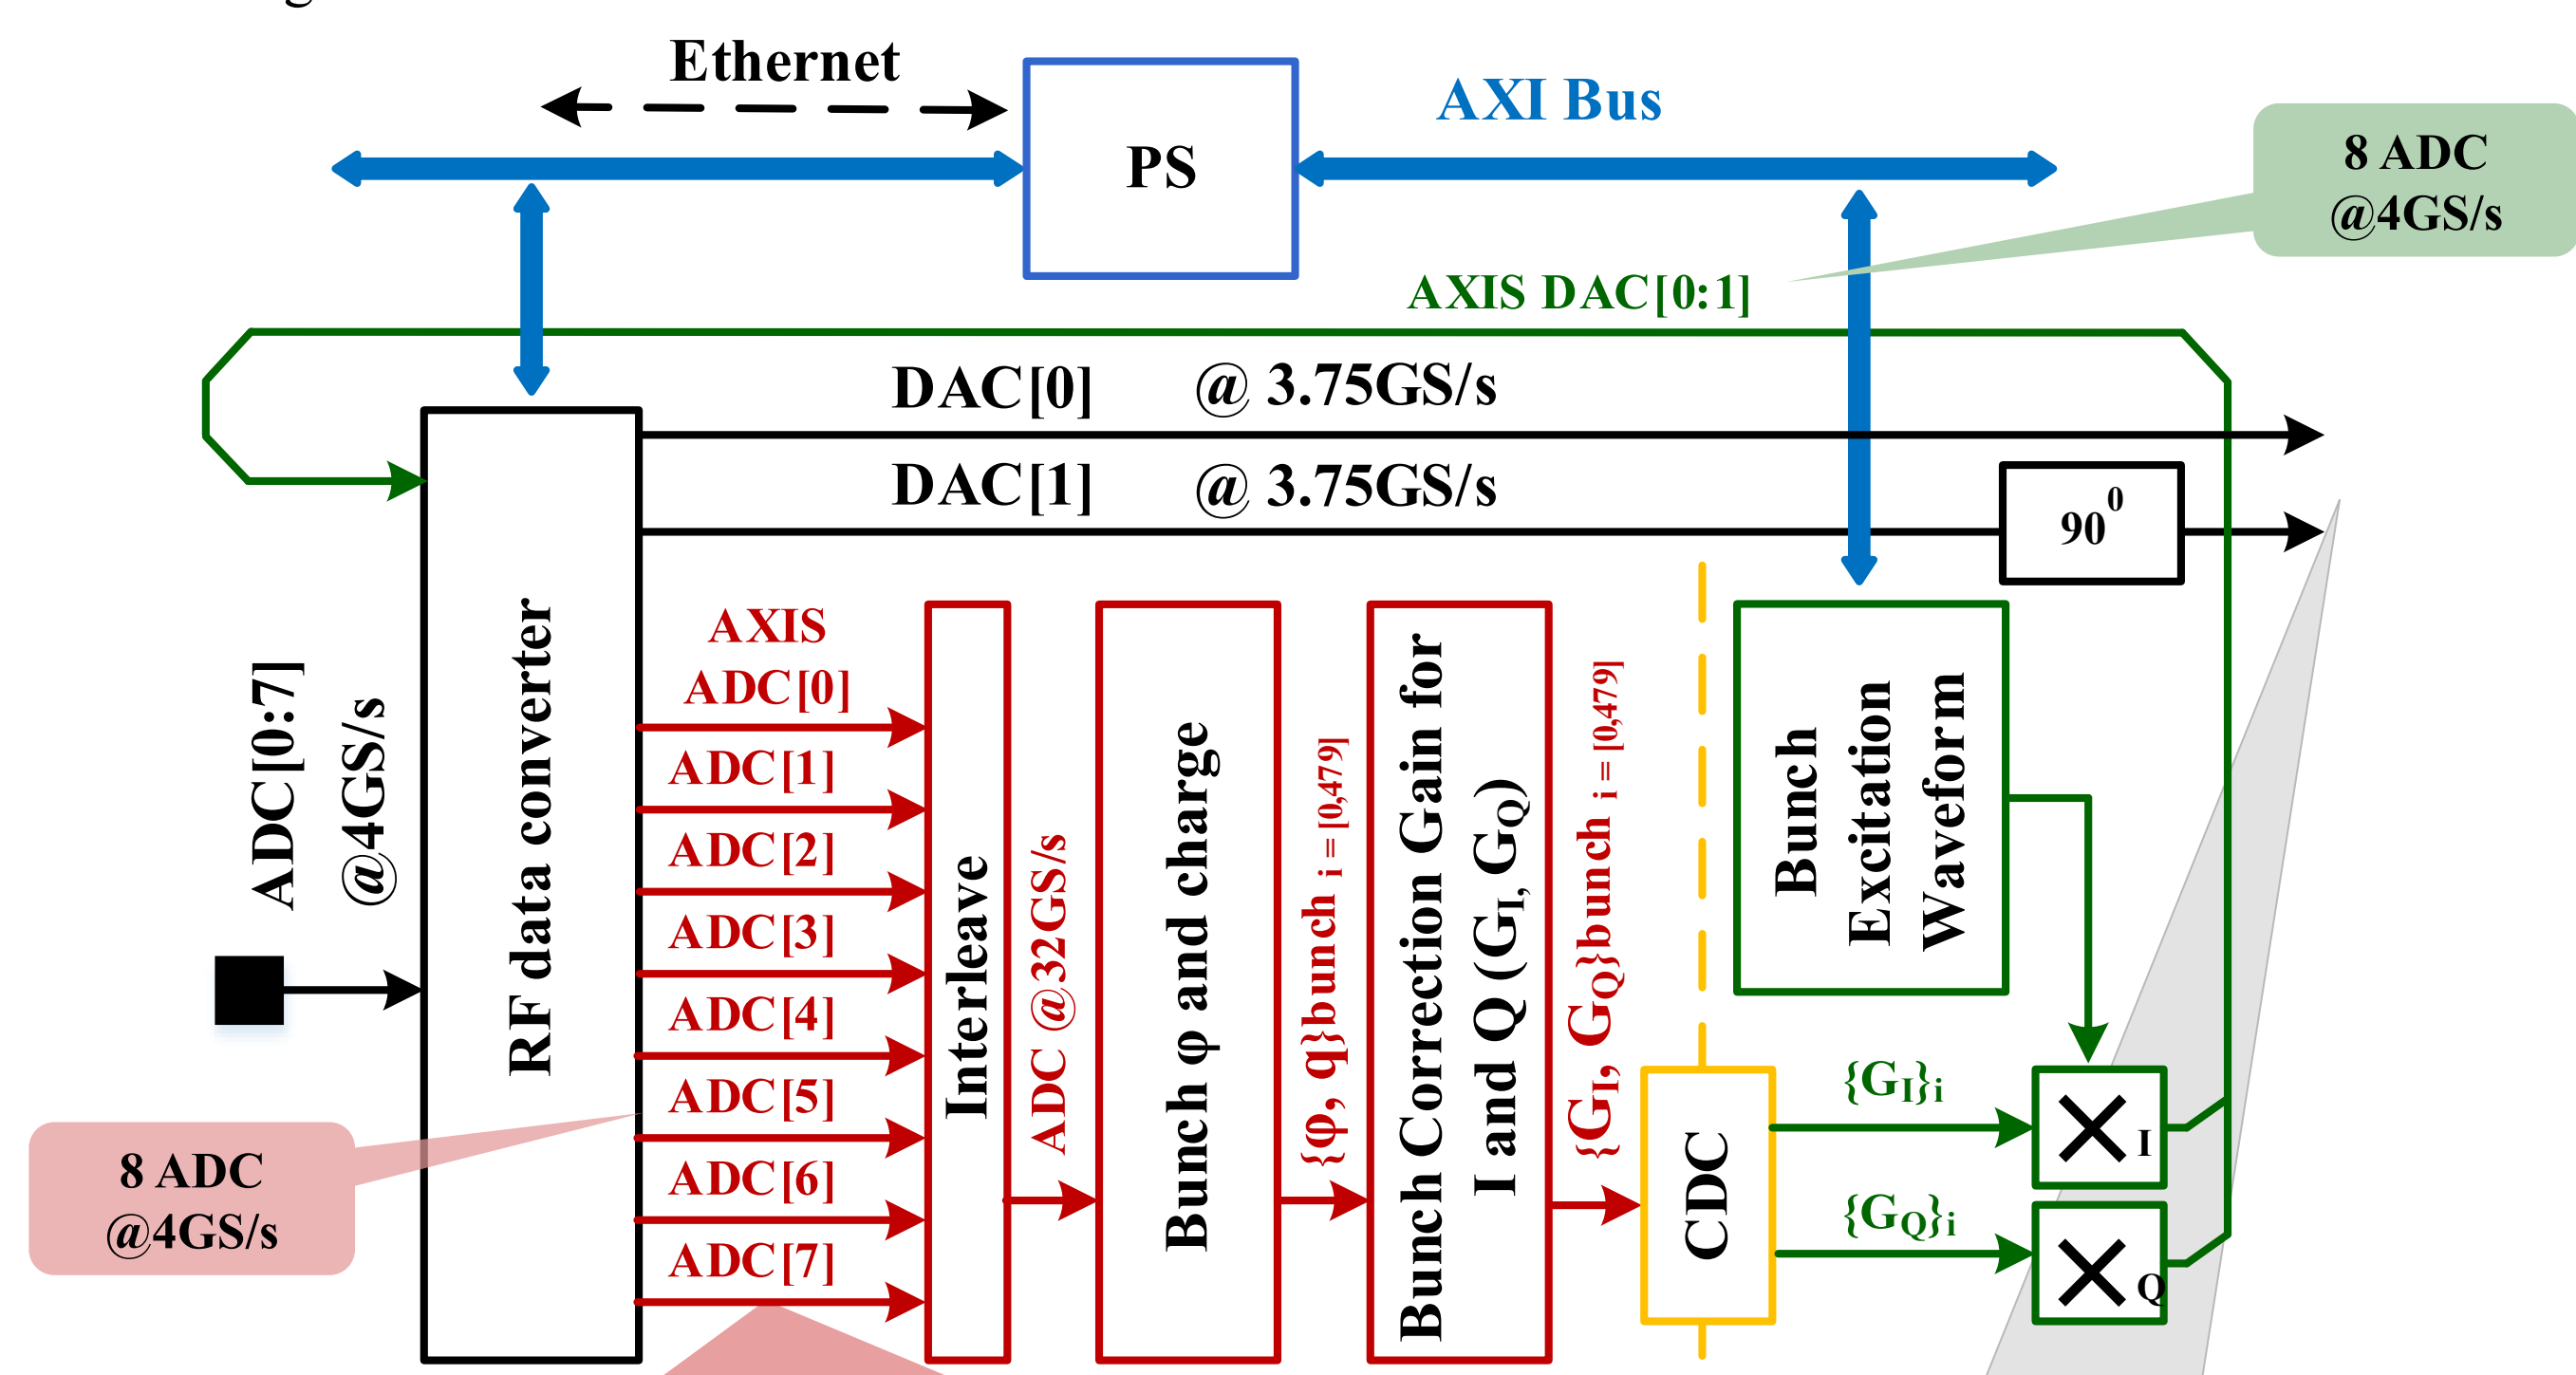 Ethernet
PS
AXI Bus
8 ADC
@4GS/s
AXIS DAC[0:1]
DAC[0] @ 3.75GS/s
DAC[1] @ 3.75GS/s
90⁰
ADC[0:7]
@4GS/s
RF data converter
AXIS
ADC[0]
ADC[1]
ADC[2]
ADC[3]
ADC[4]
ADC[5]
ADC[6]
ADC[7]
8 ADC
@4GS/s
Interleave
ADC @32GS/s
Bunch φ and charge
{φ, q}bunch i = [0,479]
Bunch Correction Gain for
I and Q (GI, GQ)
{GI, GQ}bunch i = [0,479]
CDC
Bunch
Excitation
Waveform
{GI}i
{GQ}i
I
Q